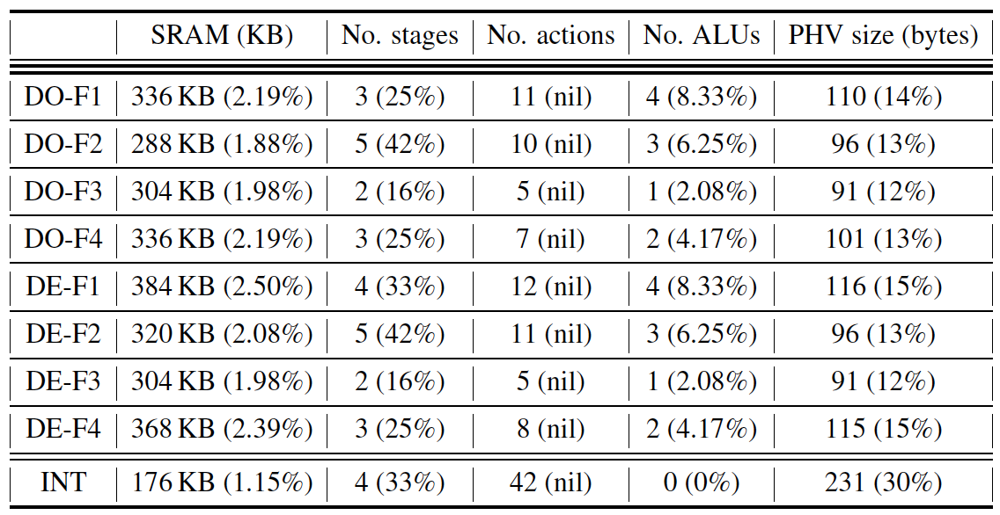 SRAM (KB) No. stages No. actions No. ALUs PHV size (bytes)
DO-F1 336 KB (2.19%) 3 (25%) 11 (nil) 4 (8.33%) 110 (14%)
DO-F2 288 KB (1.88%) 5 (42%) 10 (nil) 3 (6.25%) 96 (13%)
DO-F3 304 KB (1.98%) 2 (16%) 5 (nil) 1 (2.08%) 91 (12%)
DO-F4 336 KB (2.19%) 3 (25%) 7 (nil) 2 (4.17%) 101 (13%)
DE-F1 384 KB (2.50%) 4 (33%) 12 (nil) 4 (8.33%) 116 (15%)
DE-F2 320 KB (2.08%) 5 (42%) 11 (nil) 3 (6.25%) 96 (13%)
DE-F3 304 KB (1.98%) 2 (16%) 5 (nil) 1 (2.08%) 91 (12%)
DE-F4 368 KB (2.39%) 3 (25%) 8 (nil) 2 (4.17%) 115 (15%)
INT 176 KB (1.15%) 4 (33%) 42 (nil) 0 (0%) 231 (30%)